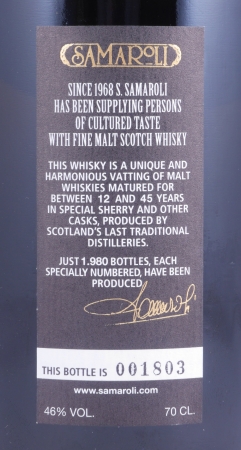 SAMAROLI
SINCE 1968 S. SAMAROLI
HAS BEEN SUPPLYING PERSONS
OF CULTURED TASTE
WITH FINE MALT SCOTCH WHISKY
THIS WHISKY IS A UNIQUE AND
HARMONIOUS VATTING OF MALT
WHISKIES MATURED FOR
BETWEEN 12 AND 45 YEARS
IN SPECIAL SHERRY AND OTHER
CASKS, PRODUCED BY
SCOTLAND'S LAST TRADITIONAL
DISTILLERIES.
JUST 1.980 BOTTLES, EACH
SPECIALLY NUMBERED, HAVE BEEN
PRODUCED
Samaroli
THIS BOTTLE IS 001803
www.samaroli.com
46% VOL. 70 CL.